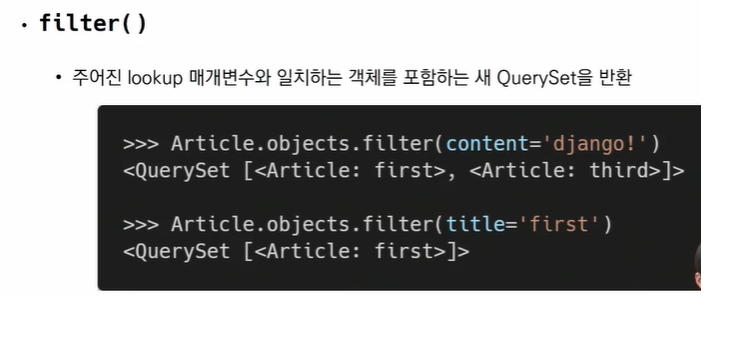 • filter()
• 주어진 lookup 매개변수와 일치하는 객체를 포함하는 새 QuerySet을 반환
>>> Article.objects.filter(content='django!')
<QuerySet [<Article: first>, <Article: third>]>
>>> Article.objects.filter(title='first')
<QuerySet [<Article: first>]>